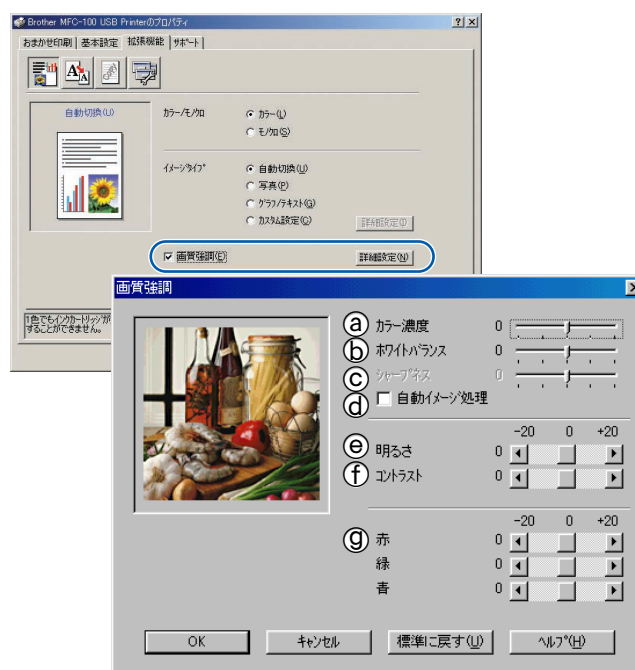 Brother MFC-100 USB Printerのプロパティ
おまかせ印刷 基本設定 拡張機能 サポート
自動切換(U)
カラー/モノクロ
カラー(L)
モノクロ(S)
イメージタイプ
自動切換(U)
写真(P)
グラフ/テキスト(G)
カスタム設定(C) 詳細設定(I)
画質強調(E) 詳細設定(N)
1色でもインクカートリッジが
することができません。
画質強調
ⓐ カラー濃度 0
ⓑ ホワイトバランス 0
ⓒ シャープネス 0
ⓓ 自動イメージ処理
-20 0 +20
ⓔ 明るさ 0
ⓕ コントラスト 0
-20 0 +20
ⓖ 赤 0
緑 0
青 0
OK キャンセル 標準に戻す(U) ヘルプ(H)